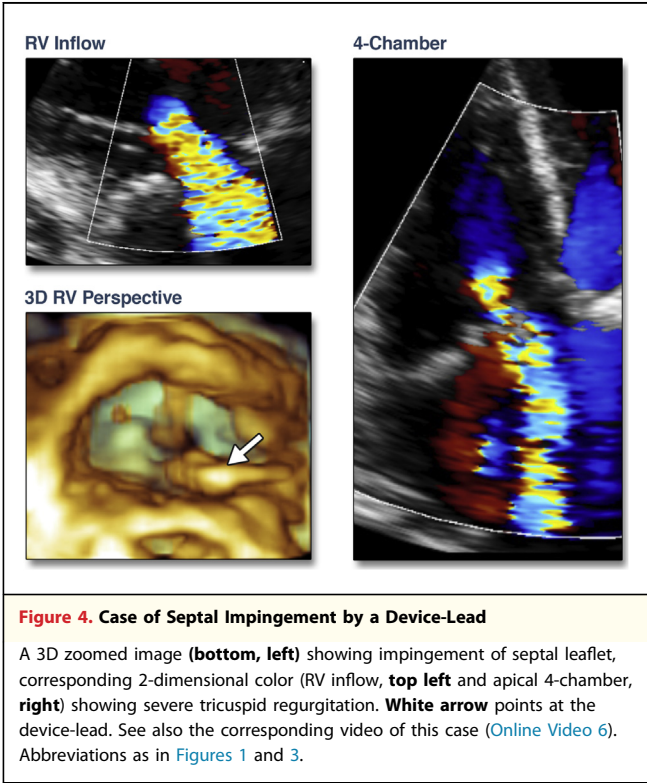 RV Inflow
4-Chamber
3D RV Perspective
Figure 4. Case of Septal Impingement by a Device-Lead
A 3D zoomed image (bottom, left) showing impingement of septal leaflet,
corresponding 2-dimensional color (RV inflow, top left and apical 4-chamber,
right) showing severe tricuspid regurgitation. White arrow points at the
device-lead. See also the corresponding video of this case (Online Video 6).
Abbreviations as in Figures 1 and 3.